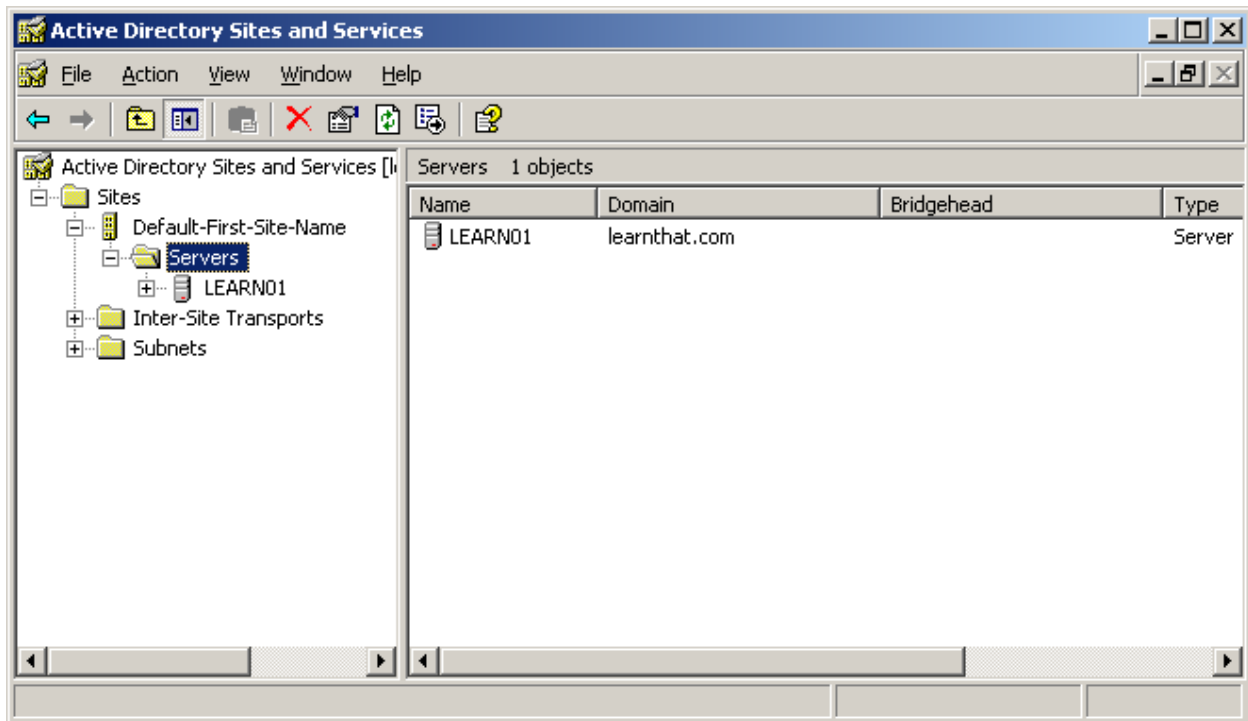 Active Directory Sites and Services
File Action View Window Help
Active Directory Sites and Services [l
Servers 1 objects
Sites
Default-First-Site-Name
Servers
LEARN01
Inter-Site Transports
Subnets
Name Domain Bridgehead Type
LEARN01 learnthat.com Server